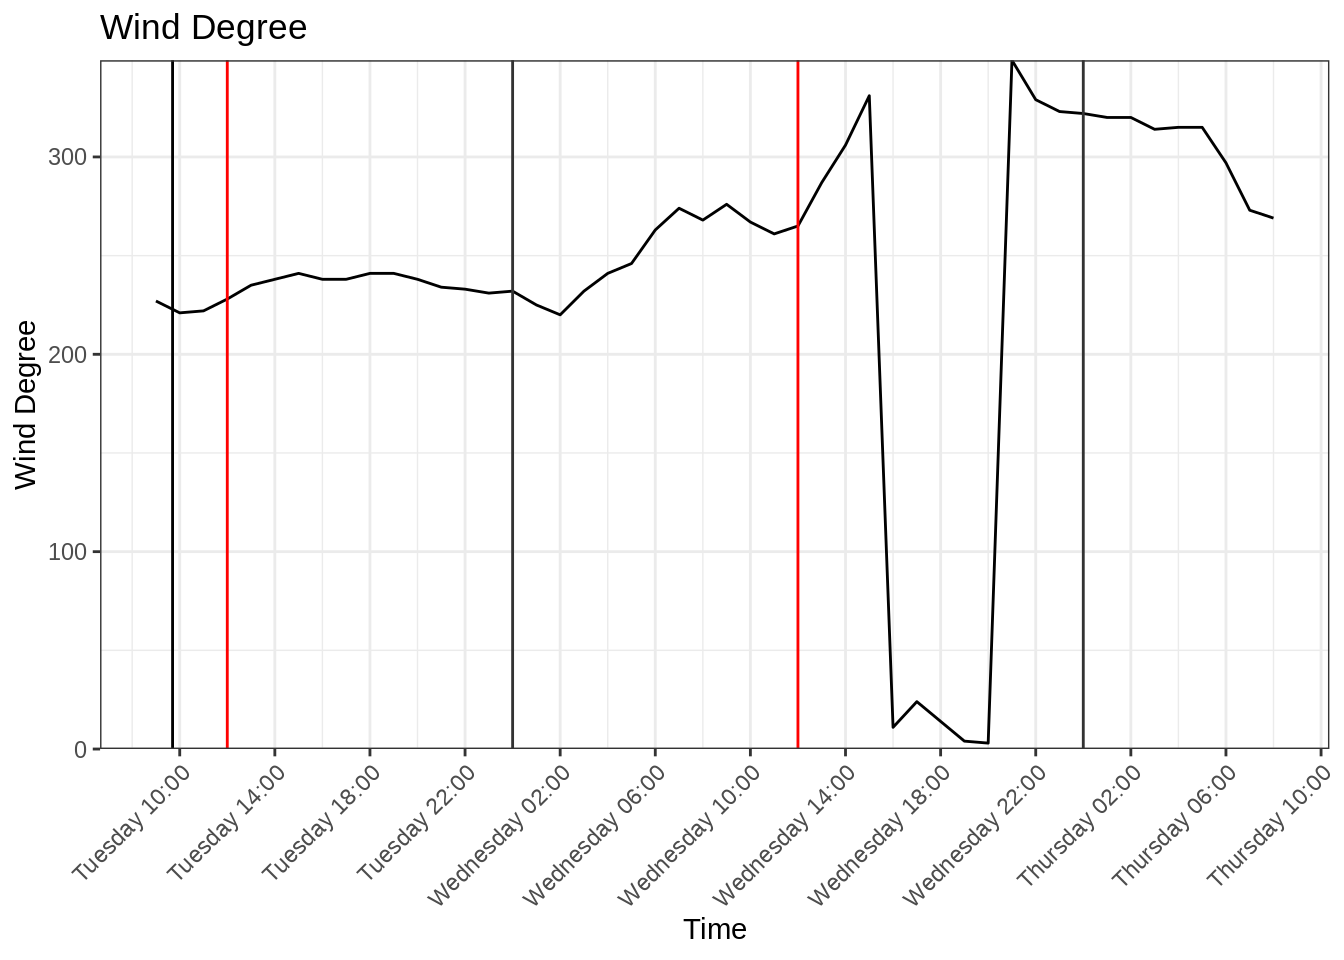 Wind Degree
Wind Degree
300
200
100
0
Tuesday 10:00
Tuesday 14:00
Tuesday 18:00
Tuesday 22:00
Wednesday 02:00
Wednesday 06:00
Wednesday 10:00
Wednesday 14:00
Wednesday 18:00
Wednesday 22:00
Thursday 02:00
Thursday 06:00
Thursday 10:00
Time